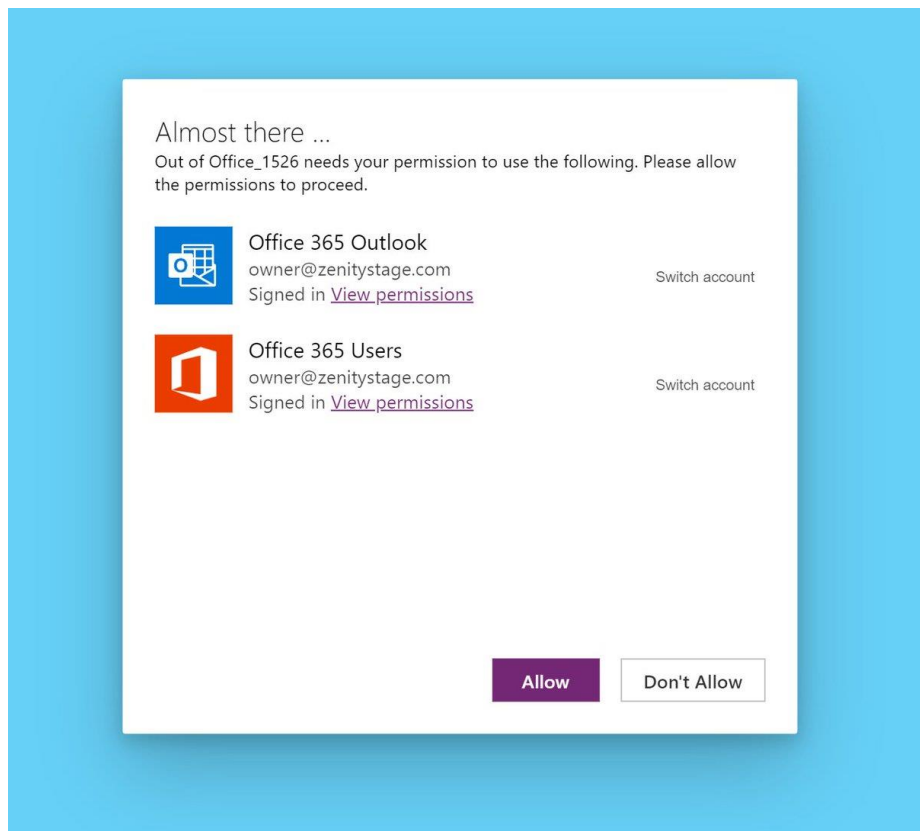 Almost there ...
Out of Office_1526 needs your permission to use the following. Please allow
the permissions to proceed.
Office 365 Outlook
owner@zenitystage.com
Signed in View permissions
Switch account
Office 365 Users
owner@zenitystage.com
Signed in View permissions
Switch account
Allow
Don't Allow